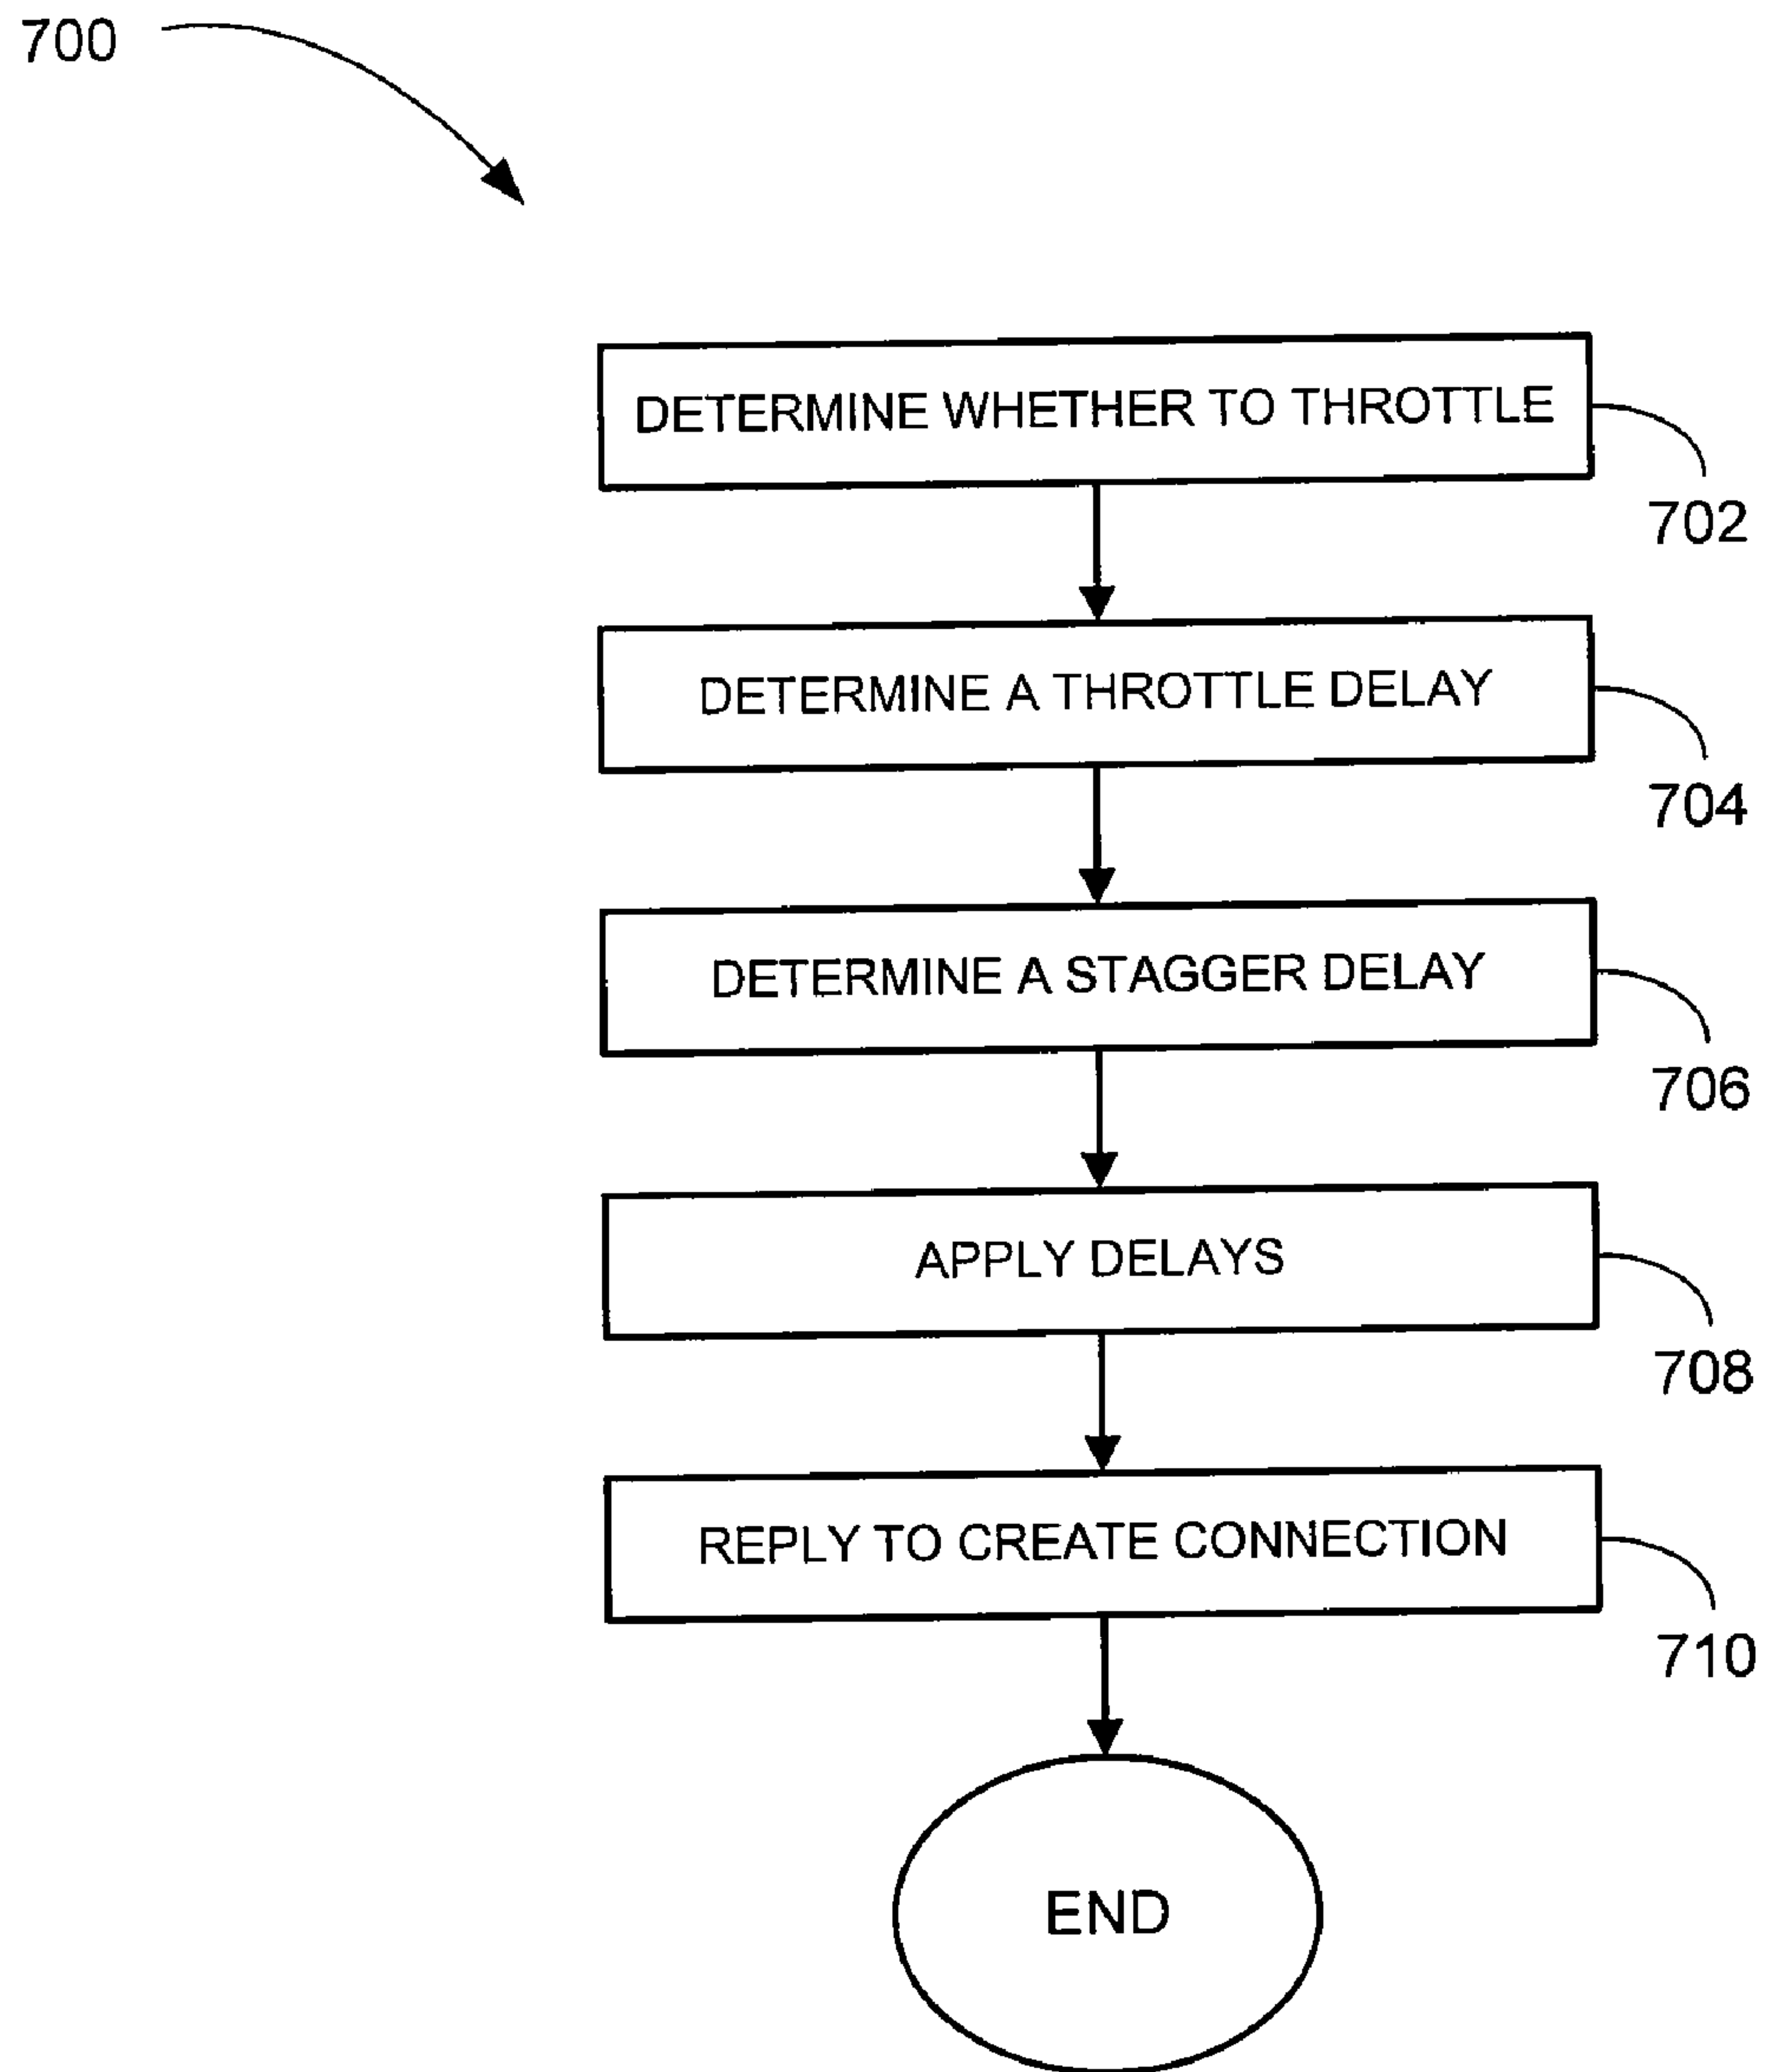 700
DETERMINE WHETHER TO THROTTLE
702
DETERMINE A THROTTLE DELAY
704
DETERMINE A STAGGER DELAY
706
APPLY DELAYS
708
REPLY TO CREATE CONNECTION
710
END